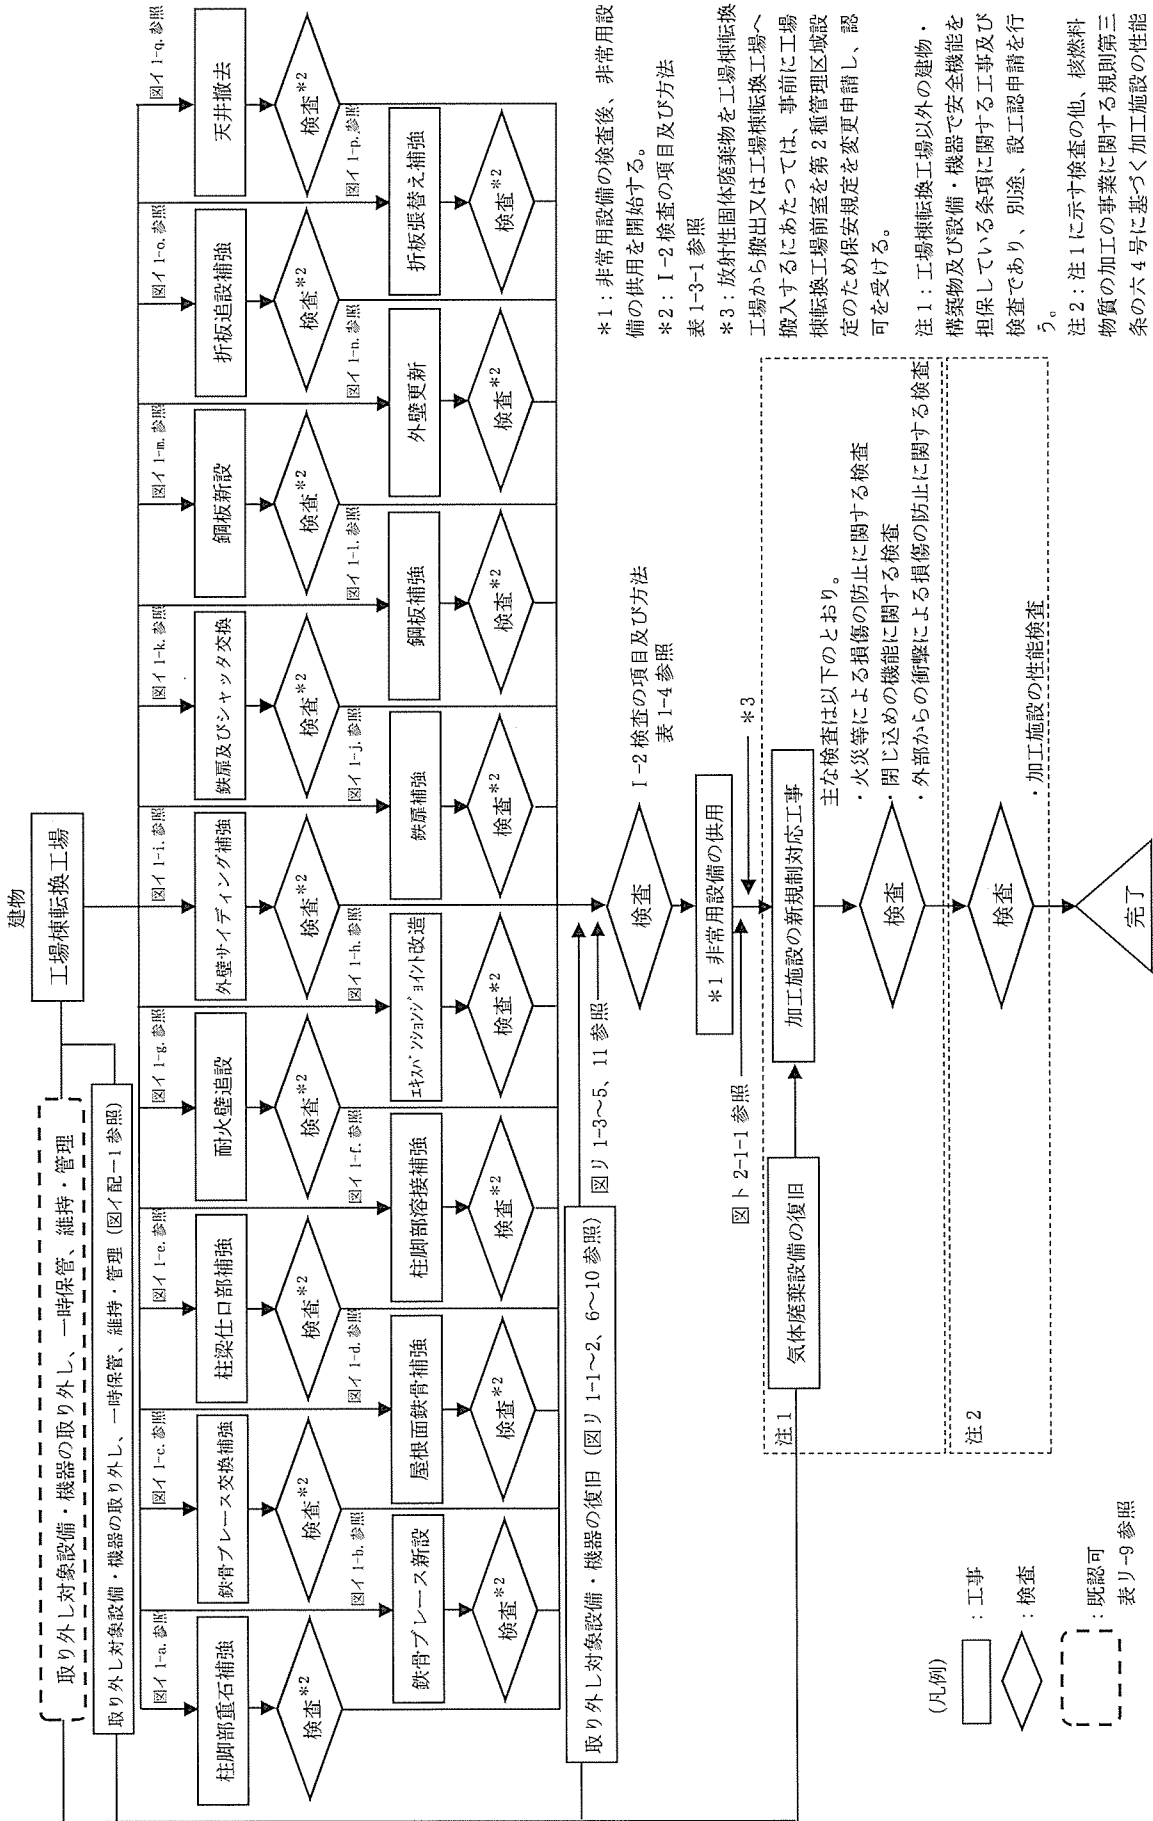 建物
工場棟転換工場
取り外し対象設備・機器の取り外し、一時保管、維持・管理
取り外し対象設備・機器の取り外し、一時保管、維持・管理（図イ配－1 参照）
図イ 1-a. 参照
柱脚部重石補強
検査*2
図イ 1-b. 参照
鉄骨ブレース新設
検査*2
図イ 1-c. 参照
鉄骨ブレース交換補強
検査*2
図イ 1-d. 参照
屋根面鉄骨補強
検査*2
図イ 1-e. 参照
柱梁仕口部補強
検査*2
図イ 1-f. 参照
柱脚部溶接補強
検査*2
図イ 1-g. 参照
耐火壁追設
検査*2
図イ 1-h. 参照
エキスパンションジョイント改造
検査*2
図イ 1-i. 参照
外壁サイディング補強
検査*2
図イ 1-j. 参照
鉄扉補強
検査*2
図イ 1-k. 参照
鉄扉及びシャッタ交換
検査*2
図イ 1-l. 参照
鋼板補強
検査*2
図イ 1-m. 参照
鋼板新設
検査*2
図イ 1-n. 参照
外壁更新
検査*2
図イ 1-o. 参照
折板追設補強
検査*2
図イ 1-p. 参照
折板張替え補強
検査*2
図イ 1-q. 参照
天井撤去
検査*2
取り外し対象設備・機器の復旧（図リ 1-1～2、6～10 参照）
図リ 1-3～5、11 参照
検査
Ⅰ-2 検査の項目及び方法
表 1-4 参照
*1 非常用設備の供用
図ト 2-1-1 参照
*3
注 1
気体廃棄設備の復旧
加工施設の新規制対応工事
主な検査は以下のとおり。
・火災等による損傷の防止に関する検査
・閉じ込めの機能に関する検査
・外部からの衝撃による損傷の防止に関する検査
検査
注 2
検査
・加工施設の性能検査
完了
*1：非常用設備の検査後、非常用設
備の供用を開始する。
*2：Ⅰ-2 検査の項目及び方法
表 1-3-1 参照
*3：放射性固体廃棄物を工場棟転換
工場から搬出又は工場棟転換工場へ
搬入するにあたっては、事前に工場
棟転換工場前室を第 2 種管理区域設
定のため保安規定を変更申請し、認
可を受ける。
注 1：工場棟転換工場以外の建物・
構築物及び設備・機器で安全機能を
担保している条項に関する工事及び
検査であり、別途、設工認申請を行
う。
注 2：注 1 に示す検査の他、核燃料
物質の加工の事業に関する規則第三
条の六 4 号に基づく加工施設の性能
(凡例)
：工事
：検査
：既認可
表リ-9 参照